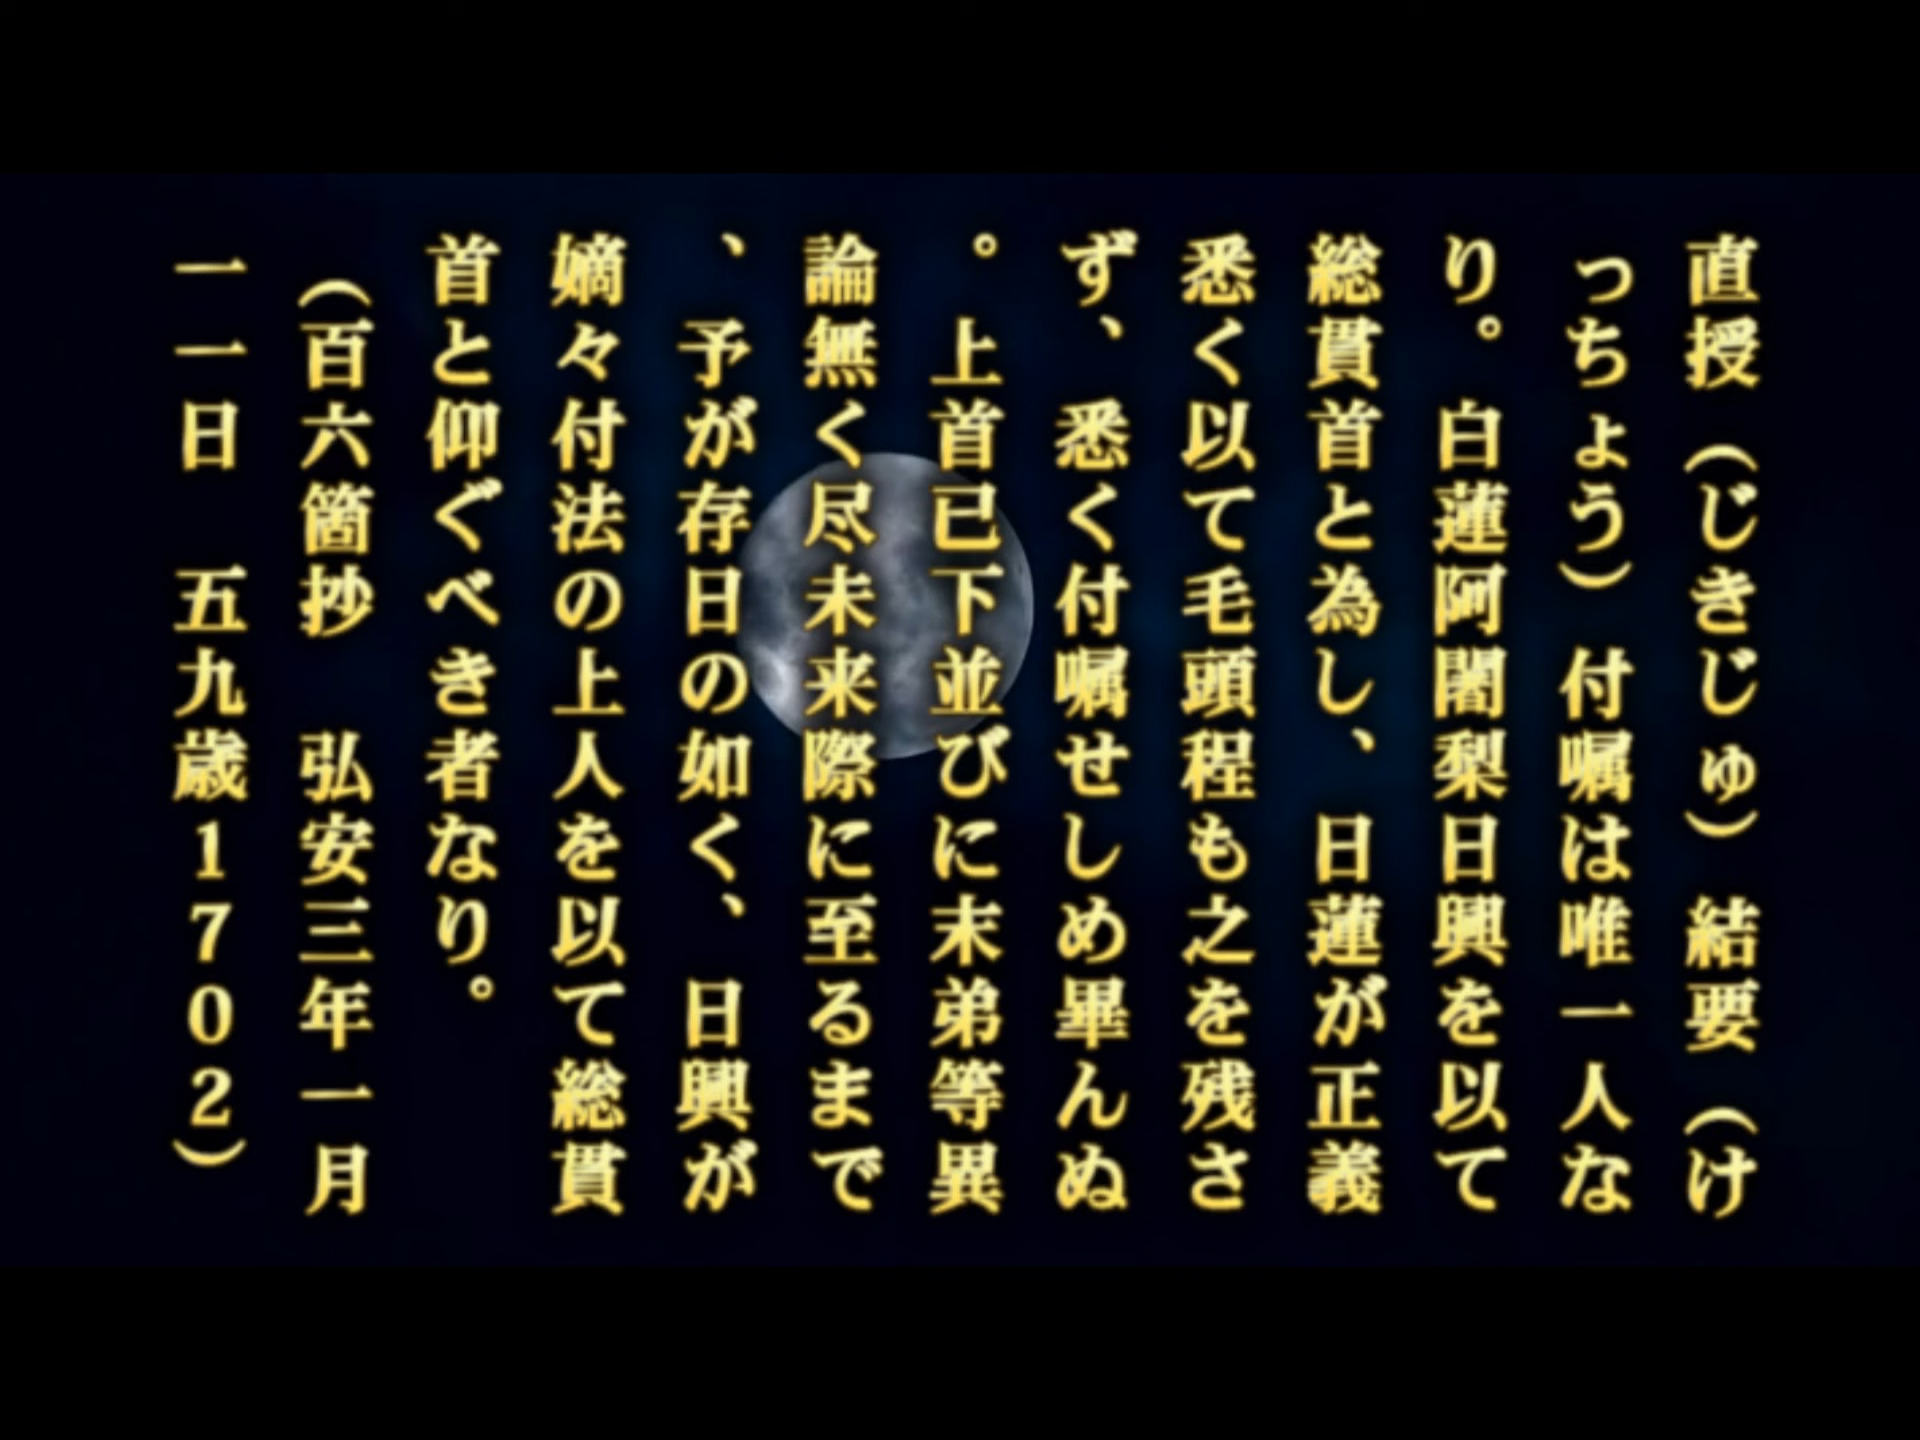 直授（じきじゅ）結要（け
っちょう）付嘱は唯一人な
り。白蓮阿闍梨日興を以て
総貫首と為し、日蓮が正義
悉く以て毛頭程も之を残さ
ず、悉く付嘱せしめ畢んぬ
。上首已下並びに末弟等異
論無く尽未来際に至るまで
、予が存日の如く、日興が
嫡々付法の上人を以て総貫
首と仰ぐべき者なり。
（百六箇抄　弘安三年一月
一一日　五九歳１７０２）